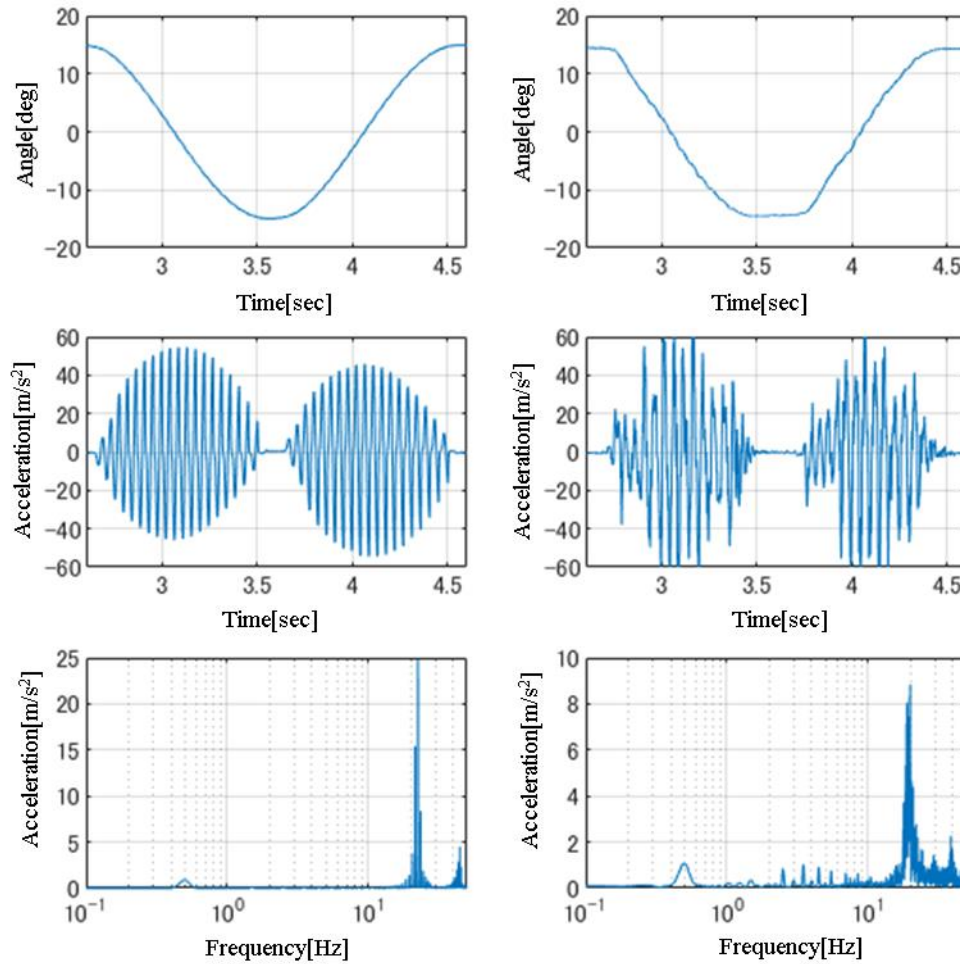 20
10
0
−10
−20
Angle[deg]
3 3.5 4 4.5
Time[sec]
20
10
0
−10
−20
Angle[deg]
3 3.5 4 4.5
Time[sec]
60
40
20
0
−20
−40
−60
Acceleration[m/s²]
3 3.5 4 4.5
Time[sec]
60
40
20
0
−20
−40
−60
Acceleration[m/s²]
3 3.5 4 4.5
Time[sec]
25
20
15
10
5
0
Acceleration[m/s²]
10⁻¹ 10⁰ 10¹
Frequency[Hz]
10
8
6
4
2
0
Acceleration[m/s²]
10⁻¹ 10⁰ 10¹
Frequency[Hz]